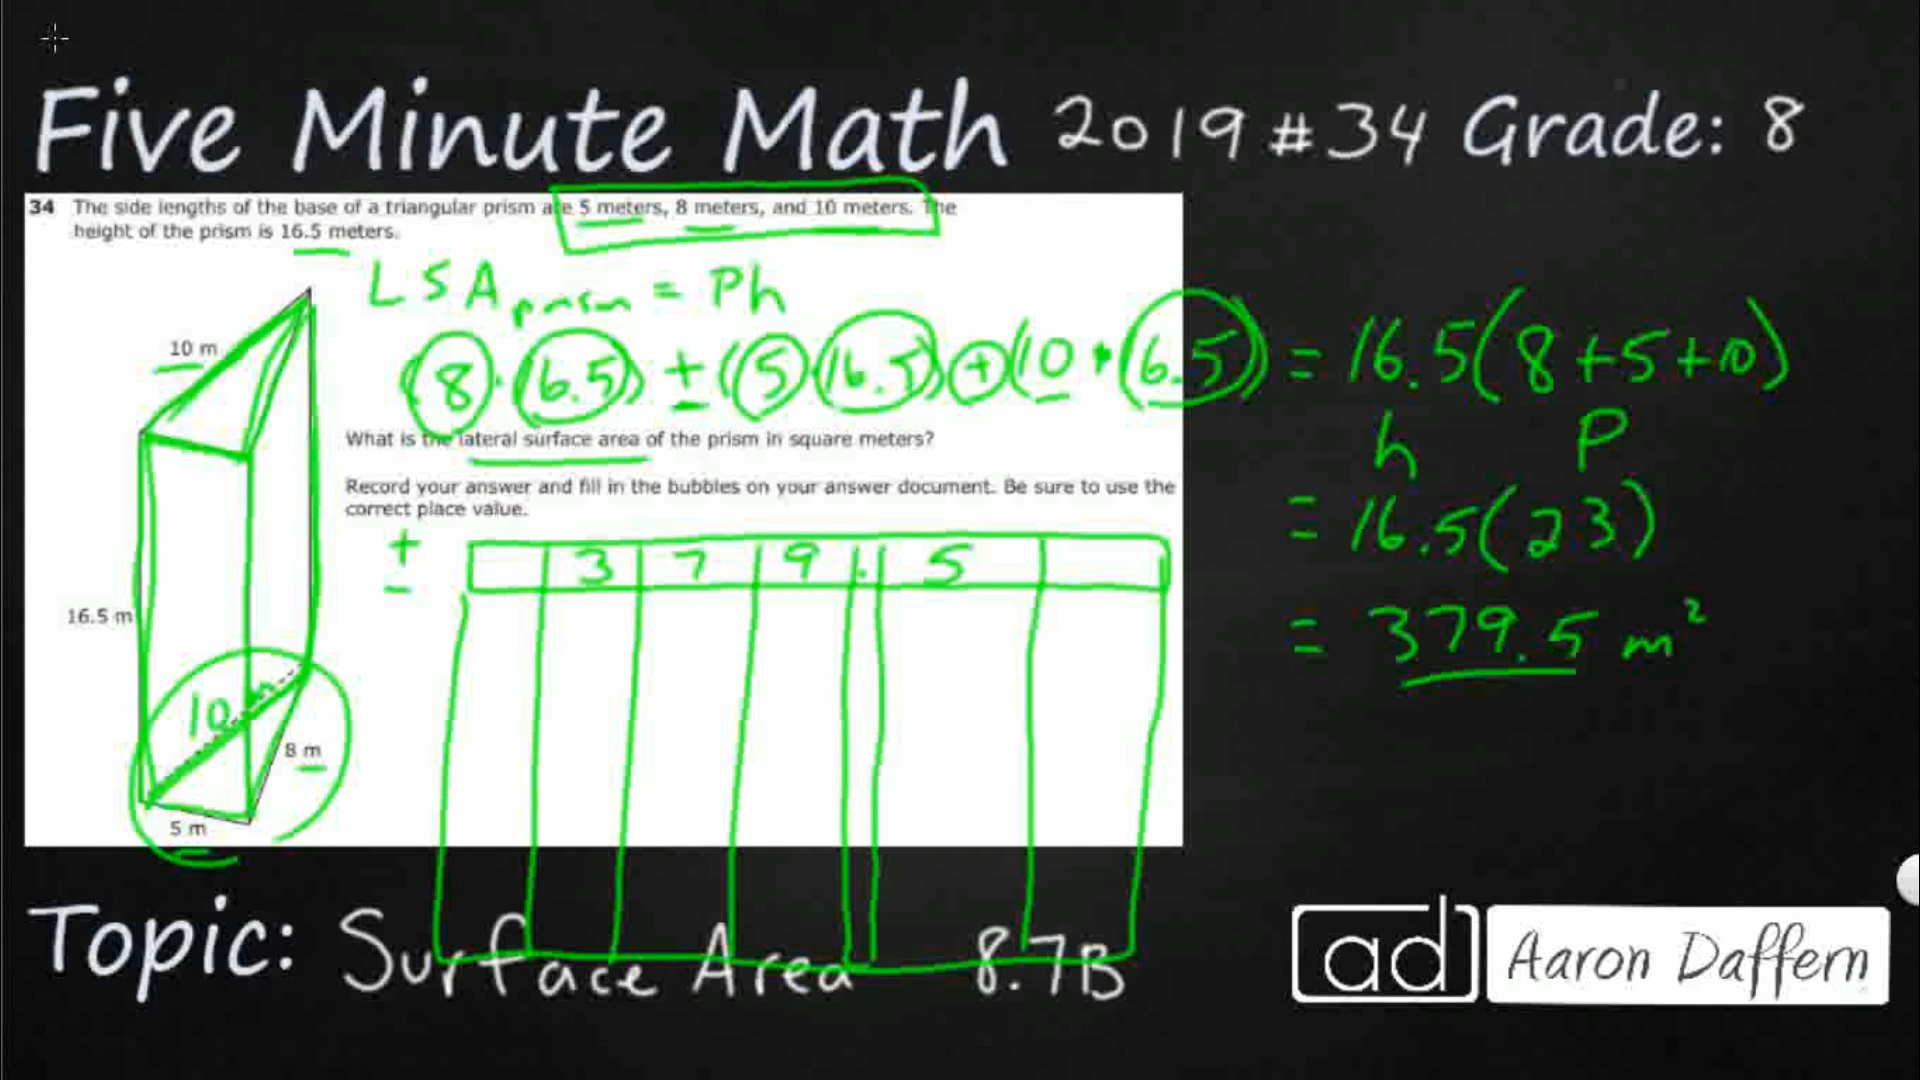 Five Minute Math 2019 #34 Grade: 8
34 The side lengths of the base of a triangular prism are 5 meters, 8 meters, and 10 meters. The
height of the prism is 16.5 meters.
LSA prism = Ph
10 m
(8 · 16.5) + (5 · 16.5) + (10 · 16.5) = 16.5(8+5+10)
h P
What is the lateral surface area of the prism in square meters?
Record your answer and fill in the bubbles on your answer document. Be sure to use the
correct place value.
= 16.5(23)
+
-
3 7 9 . 5
16.5 m
= 379.5 m²
10 m
8 m
5 m
Topic: Surface Area 8.7B
ad Aaron Daffern